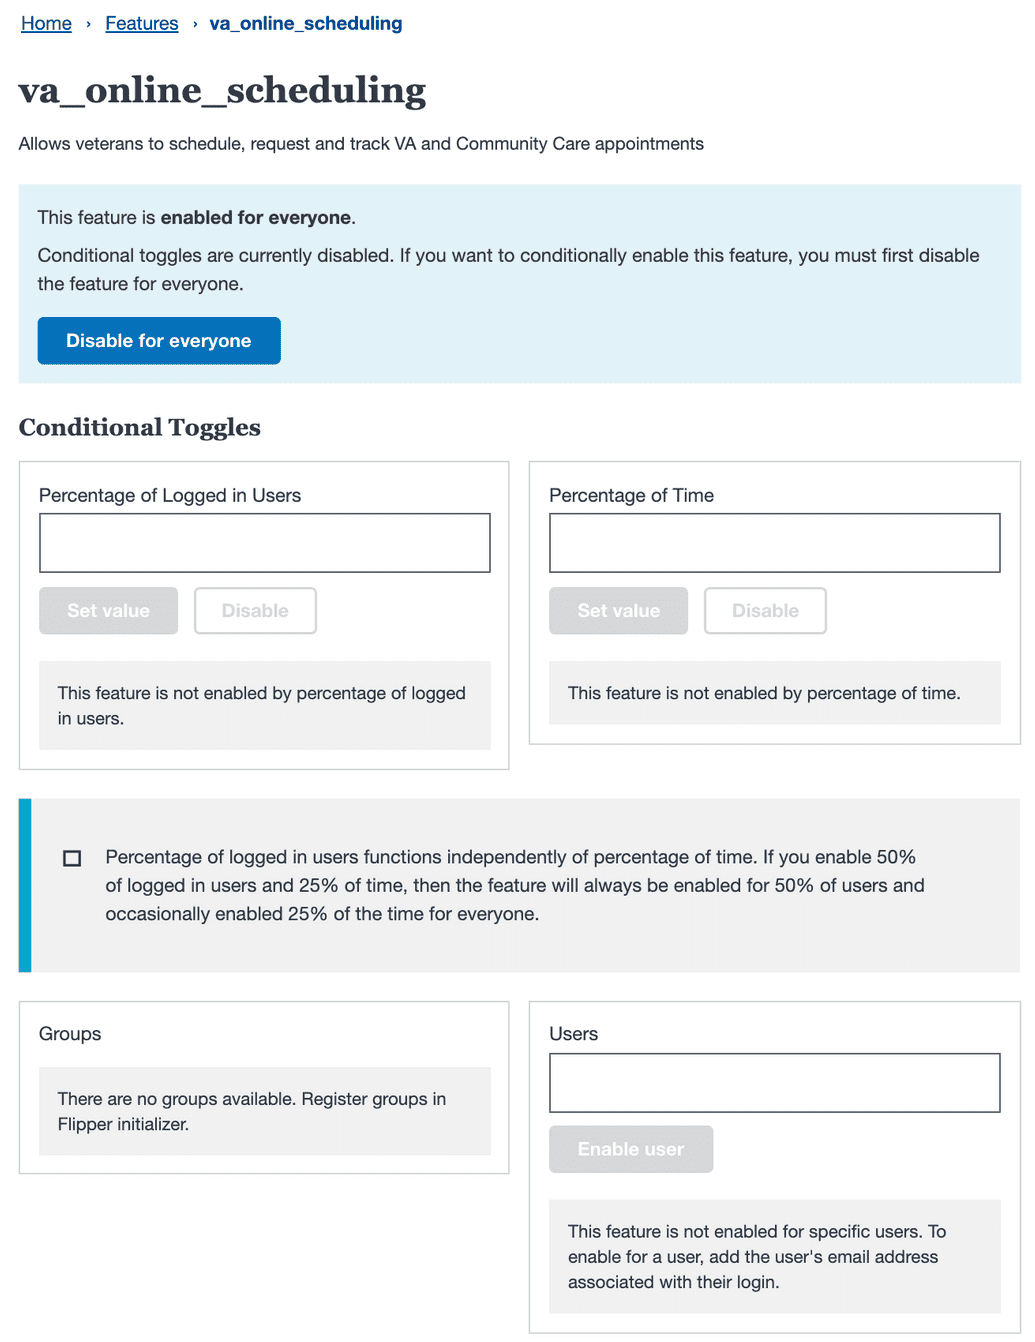 Home › Features › va_online_scheduling
va_online_scheduling
Allows veterans to schedule, request and track VA and Community Care appointments
This feature is enabled for everyone.
Conditional toggles are currently disabled. If you want to conditionally enable this feature, you must first disable
the feature for everyone.
Disable for everyone
Conditional Toggles
Percentage of Logged in Users
Set value Disable
This feature is not enabled by percentage of logged
in users.
Percentage of Time
Set value Disable
This feature is not enabled by percentage of time.
Percentage of logged in users functions independently of percentage of time. If you enable 50%
of logged in users and 25% of time, then the feature will always be enabled for 50% of users and
occasionally enabled 25% of the time for everyone.
Groups
There are no groups available. Register groups in
Flipper initializer.
Users
Enable user
This feature is not enabled for specific users. To
enable for a user, add the user's email address
associated with their login.